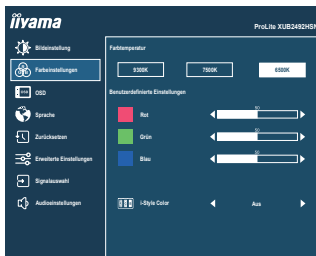 iiyama
ProLite XUB2492HSN
Bildeinstellung
Farbeinstellungen
OSD
Sprache
Zurücksetzen
Erweiterte Einstellungen
Signalauswahl
Audioeinstellungen
Farbtemperatur
9300K 7500K 6500K
Benutzerdefinierte Einstellungen
50
Rot
50
Grün
50
Blau
i-Style Color Aus